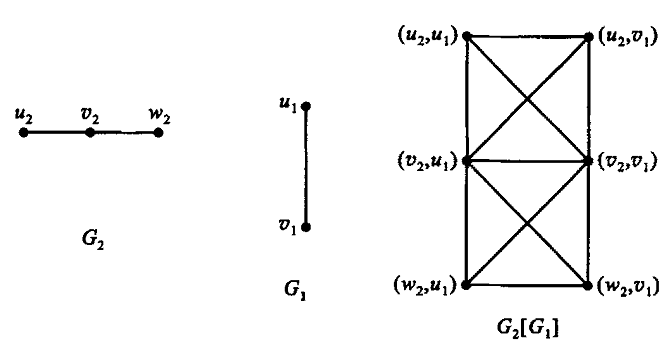 u₂ v₂ w₂
G₂
u₁
v₁
G₁
(u₂,u₁) (u₂,v₁)
(v₂,u₁) (v₂,v₁)
(w₂,u₁) (w₂,v₁)
G₂[G₁]